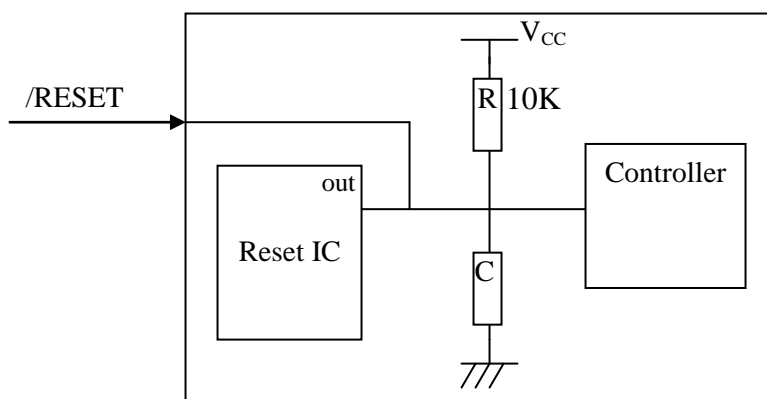 V_CC
/RESET
R 10K
out
Controller
Reset IC
C